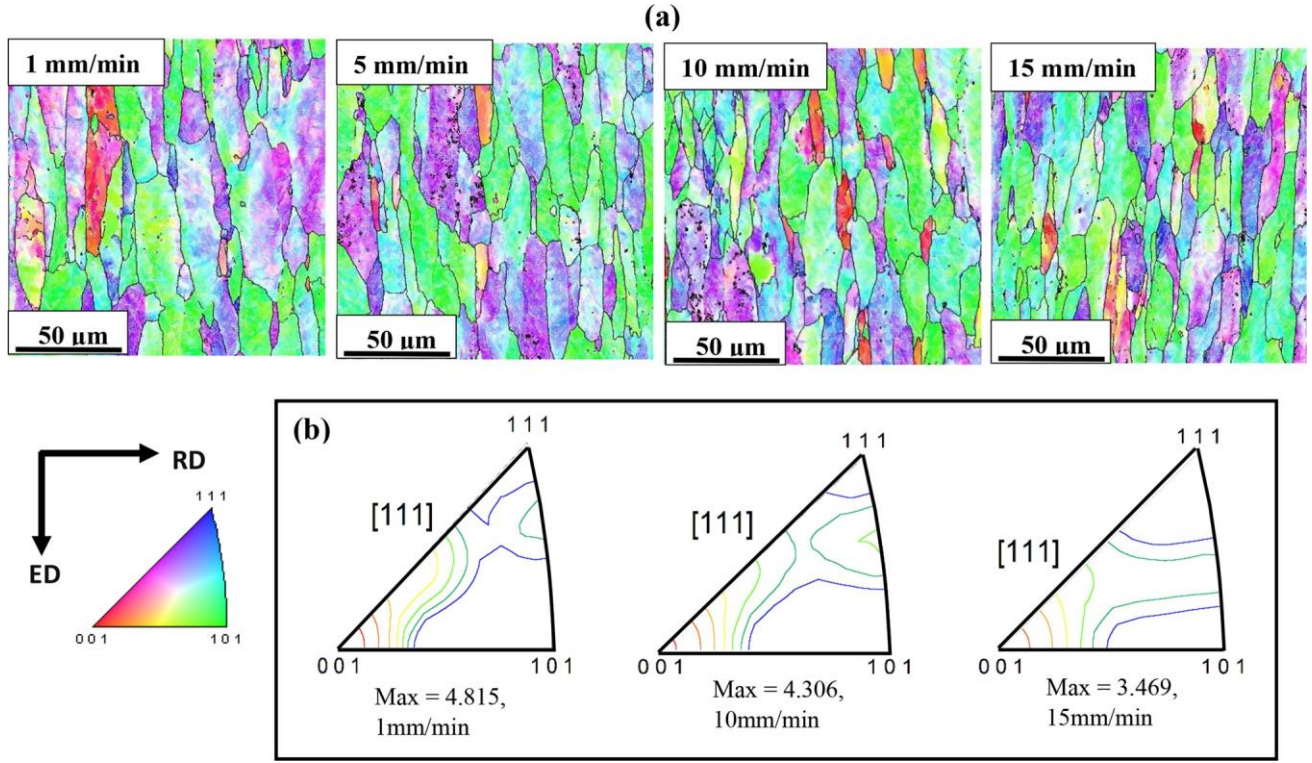 (a)
1 mm/min
5 mm/min
10 mm/min
15 mm/min
50 µm
50 µm
50 µm
50 µm
RD
ED
1 1 1
0 0 1
1 0 1
(b)
1 1 1
[111]
0 0 1
1 0 1
Max = 4.815,
1mm/min
1 1 1
[111]
0 0 1
1 0 1
Max = 4.306,
10mm/min
1 1 1
[111]
0 0 1
1 0 1
Max = 3.469,
15mm/min